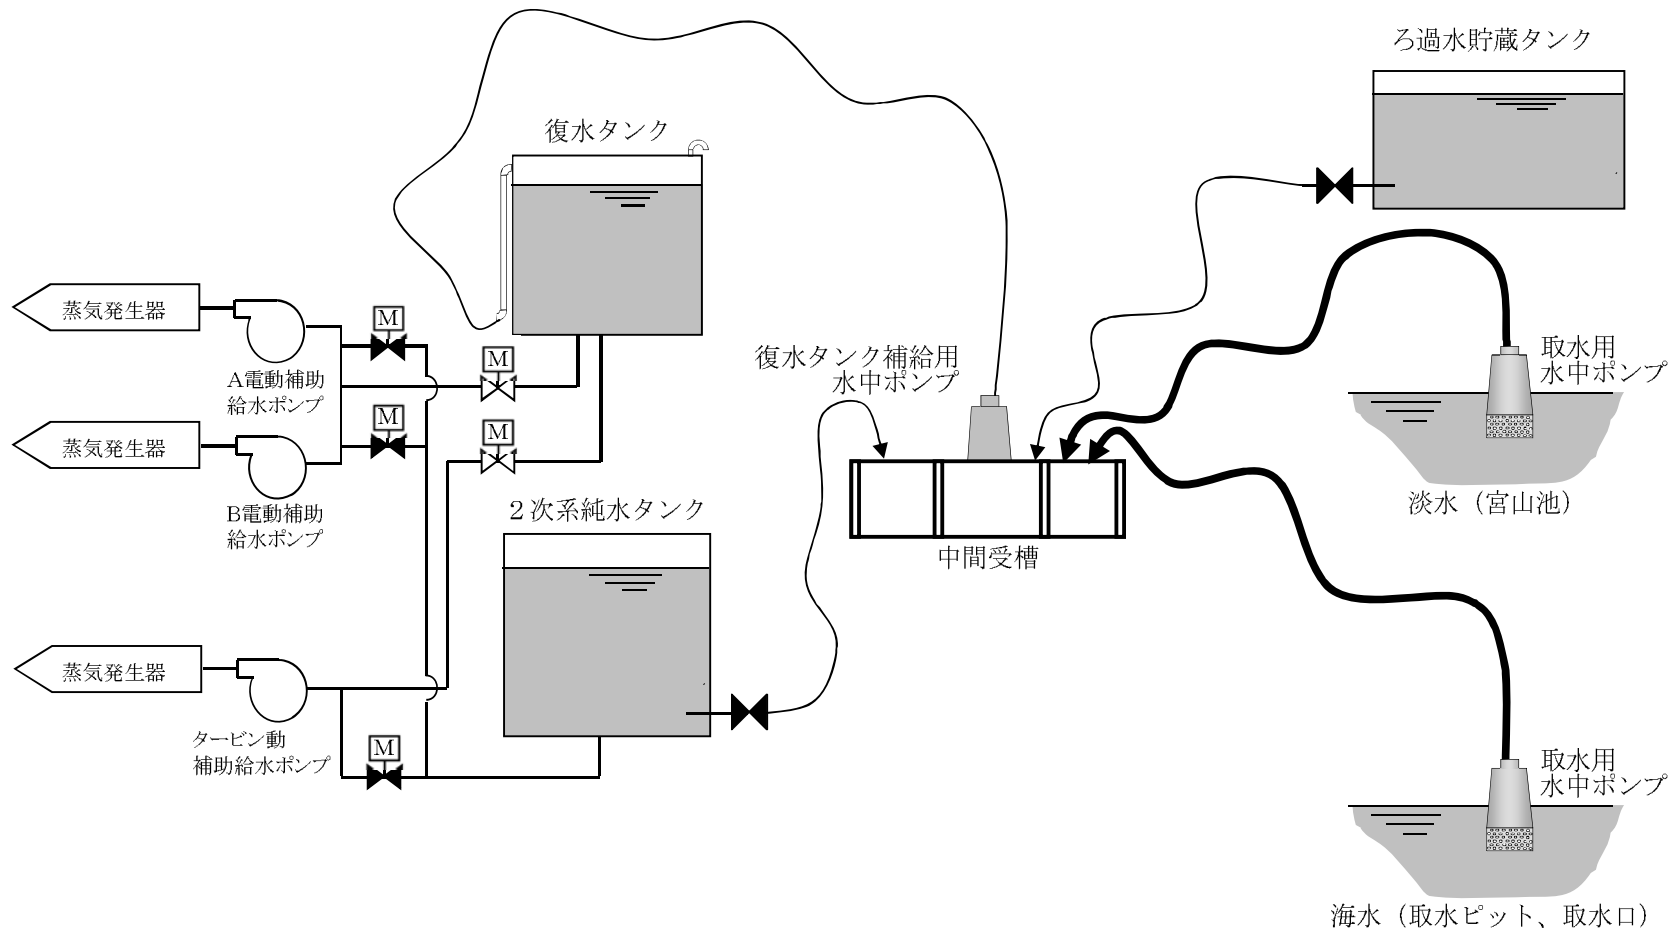 ろ過水貯蔵タンク
復水タンク
蒸気発生器
M
A電動補助
給水ポンプ
M
復水タンク補給用
水中ポンプ
取水用
水中ポンプ
M
M
蒸気発生器
B電動補助
給水ポンプ
2次系純水タンク
淡水（宮山池）
中間受槽
蒸気発生器
タービン動
補助給水ポンプ
M
取水用
水中ポンプ
海水（取水ピット、取水口）